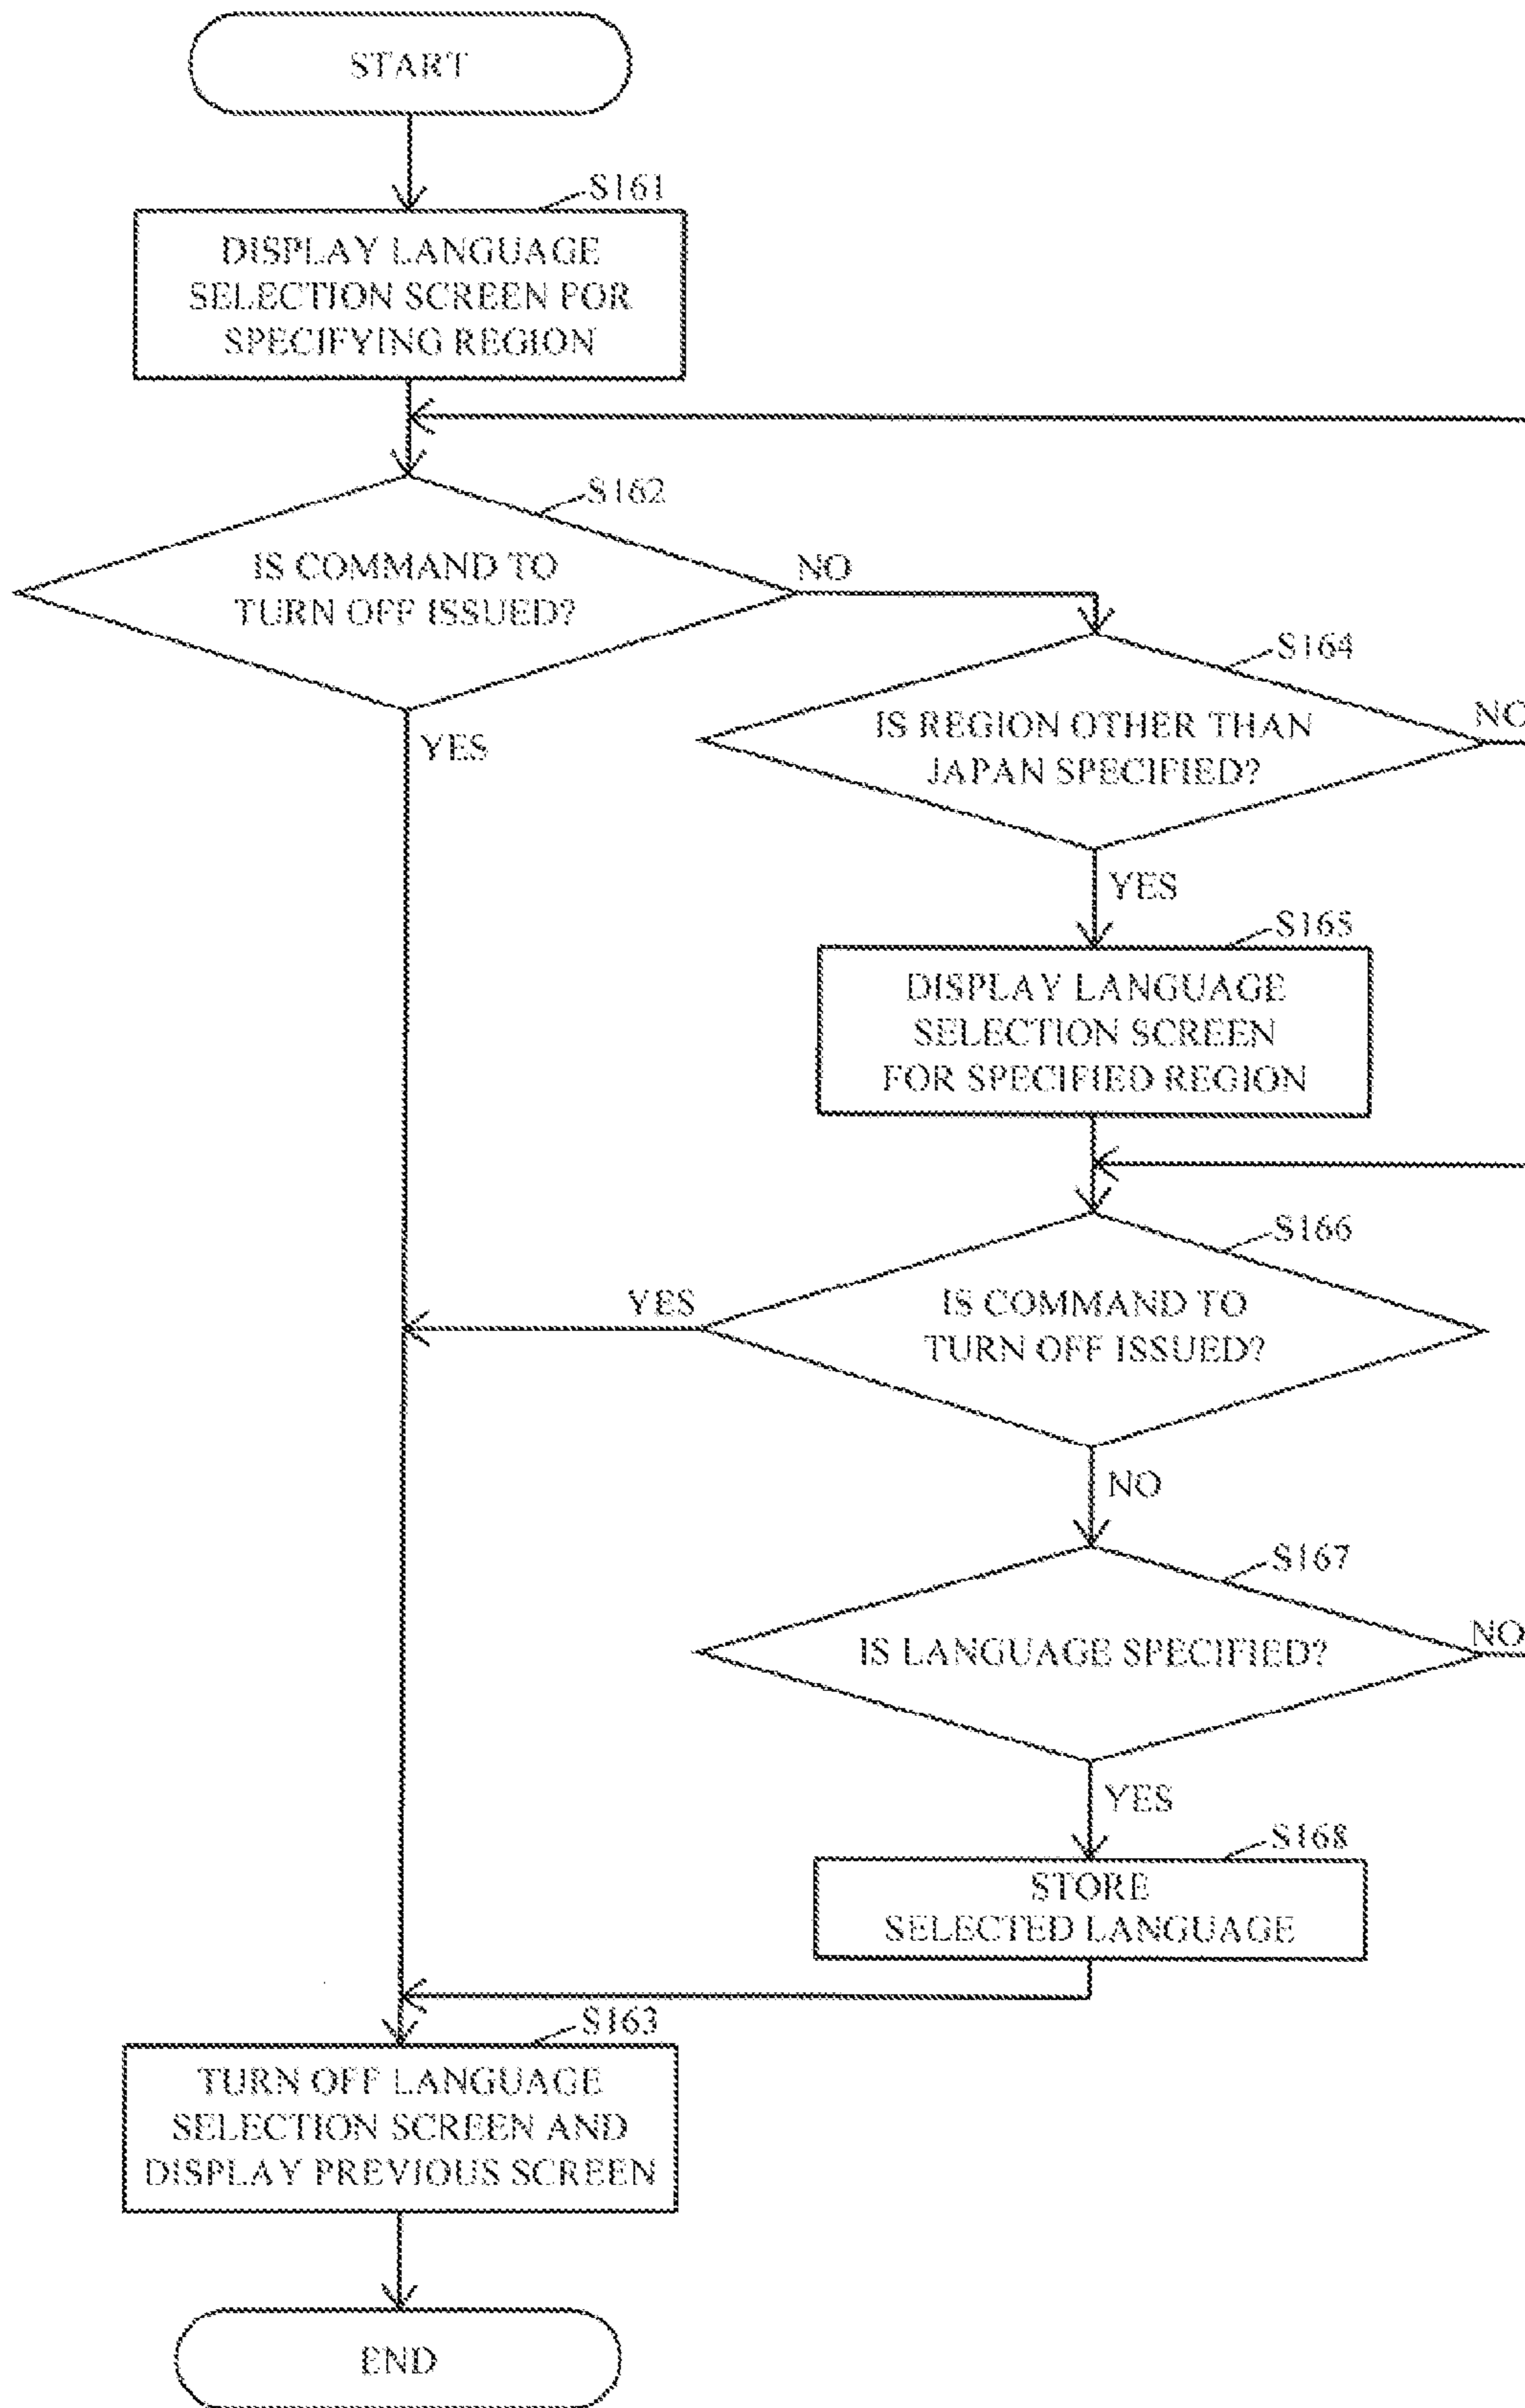 START
S161
DISPLAY LANGUAGE
SELECTION SCREEN FOR
SPECIFYING REGION
S162
IS COMMAND TO
TURN OFF ISSUED?
NO
YES
S164
IS REGION OTHER THAN
JAPAN SPECIFIED?
NO
YES
S165
DISPLAY LANGUAGE
SELECTION SCREEN
FOR SPECIFIED REGION
S166
IS COMMAND TO
TURN OFF ISSUED?
YES
NO
S167
IS LANGUAGE SPECIFIED?
NO
YES
S168
STORE
SELECTED LANGUAGE
S163
TURN OFF LANGUAGE
SELECTION SCREEN AND
DISPLAY PREVIOUS SCREEN
END